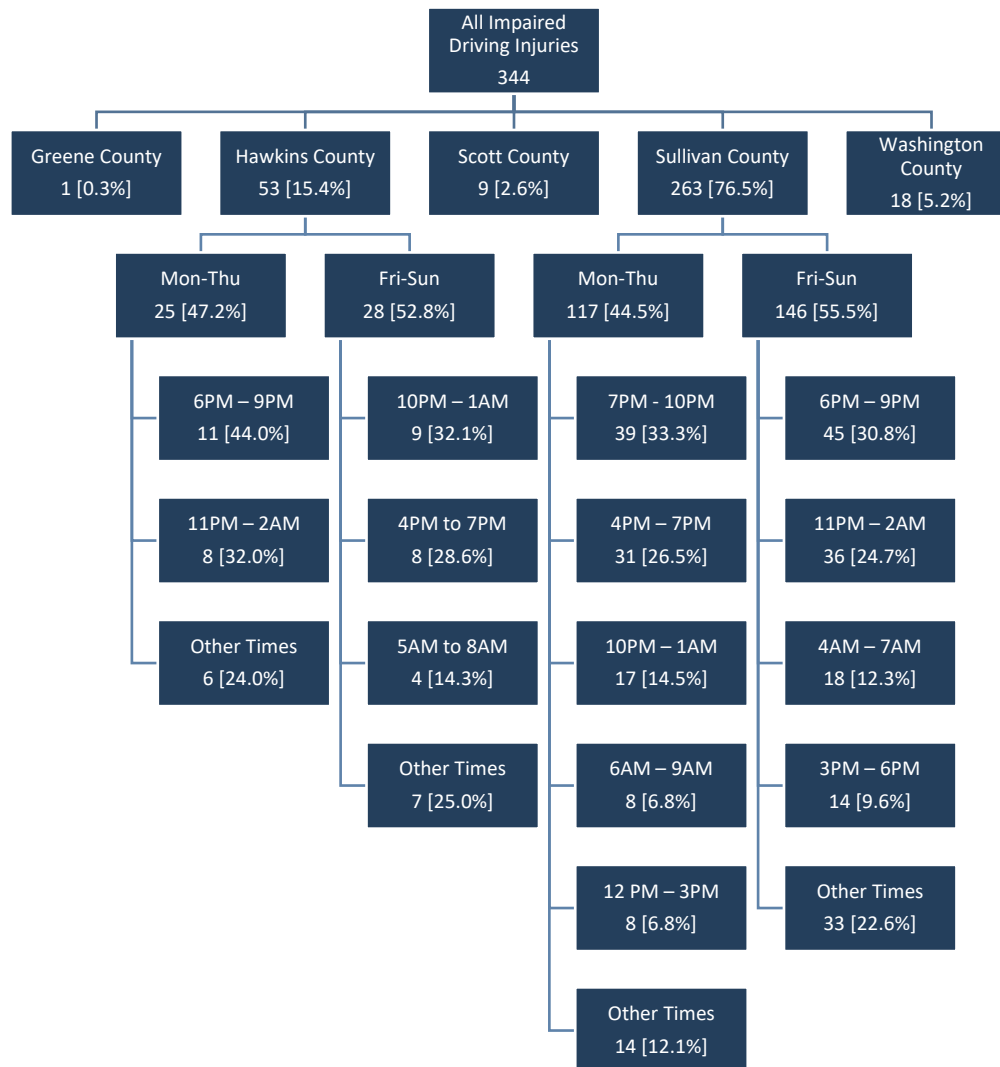 All Impaired
Driving Injuries
344
Greene County
1 [0.3%]
Hawkins County
53 [15.4%]
Scott County
9 [2.6%]
Sullivan County
263 [76.5%]
Washington
County
18 [5.2%]
Mon-Thu
25 [47.2%]
Fri-Sun
28 [52.8%]
Mon-Thu
117 [44.5%]
Fri-Sun
146 [55.5%]
6PM – 9PM
11 [44.0%]
11PM – 2AM
8 [32.0%]
Other Times
6 [24.0%]
10PM – 1AM
9 [32.1%]
4PM to 7PM
8 [28.6%]
5AM to 8AM
4 [14.3%]
Other Times
7 [25.0%]
7PM - 10PM
39 [33.3%]
4PM – 7PM
31 [26.5%]
10PM – 1AM
17 [14.5%]
6AM – 9AM
8 [6.8%]
12 PM – 3PM
8 [6.8%]
Other Times
14 [12.1%]
6PM – 9PM
45 [30.8%]
11PM – 2AM
36 [24.7%]
4AM – 7AM
18 [12.3%]
3PM – 6PM
14 [9.6%]
Other Times
33 [22.6%]